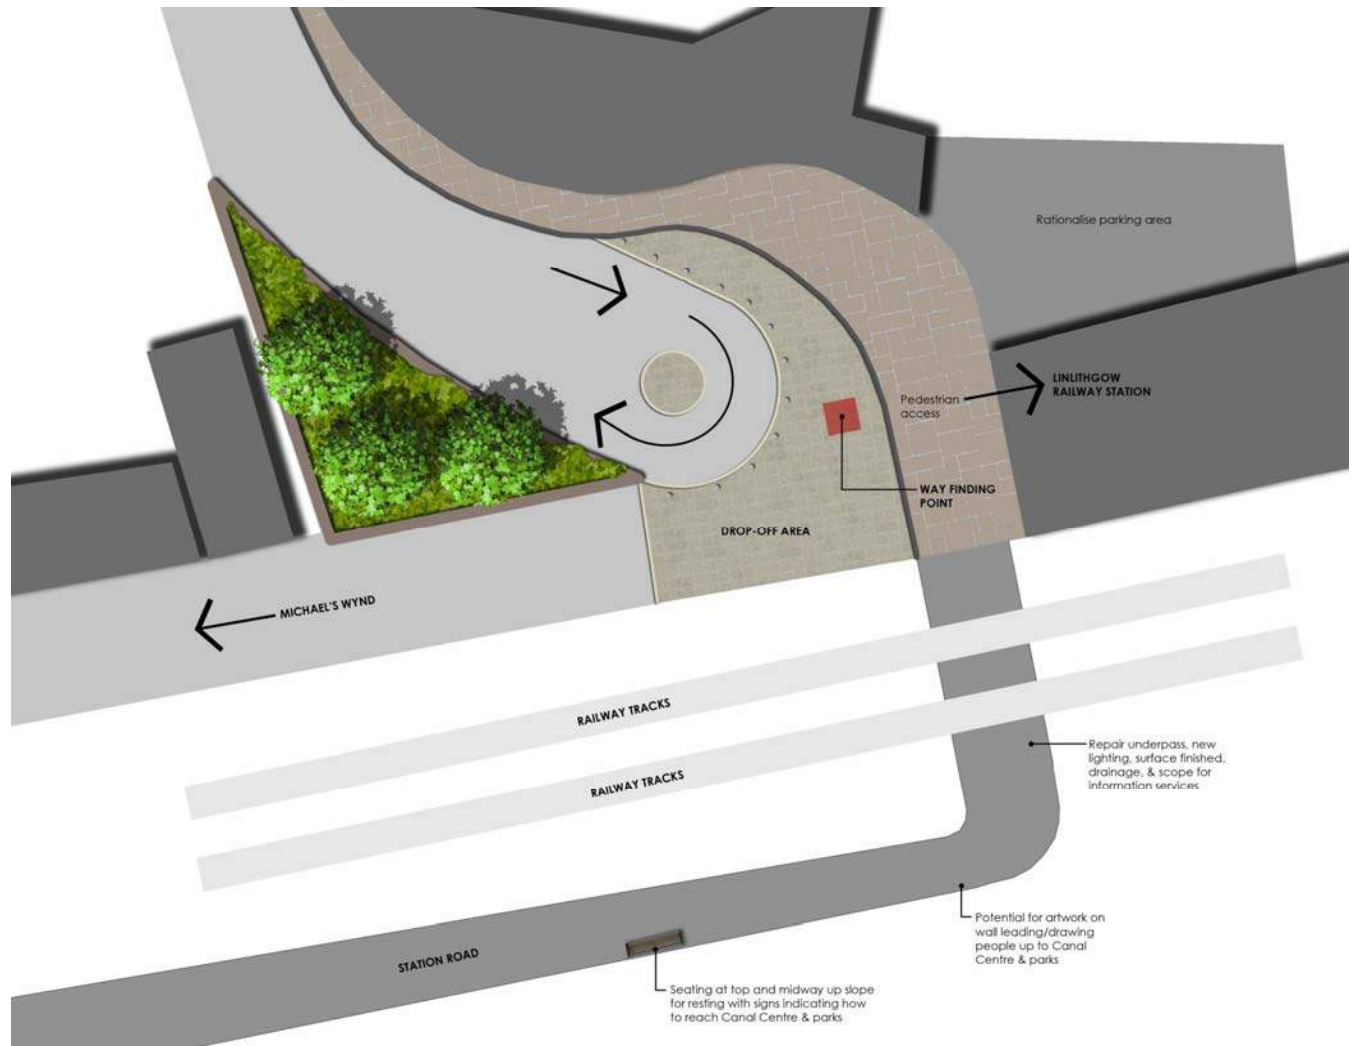 Rationalise parking area
LINLITHGOW
RAILWAY STATION
Pedestrian
access
WAY FINDING
POINT
DROP-OFF AREA
MICHAEL'S WYND
RAILWAY TRACKS
RAILWAY TRACKS
Repair underpass, new
lighting, surface finished,
drainage, & scope for
information services
Potential for artwork on
wall leading/drawing
people up to Canal
Centre & parks
STATION ROAD
Seating at top and midway up slope
for resting with signs indicating how
to reach Canal Centre & parks